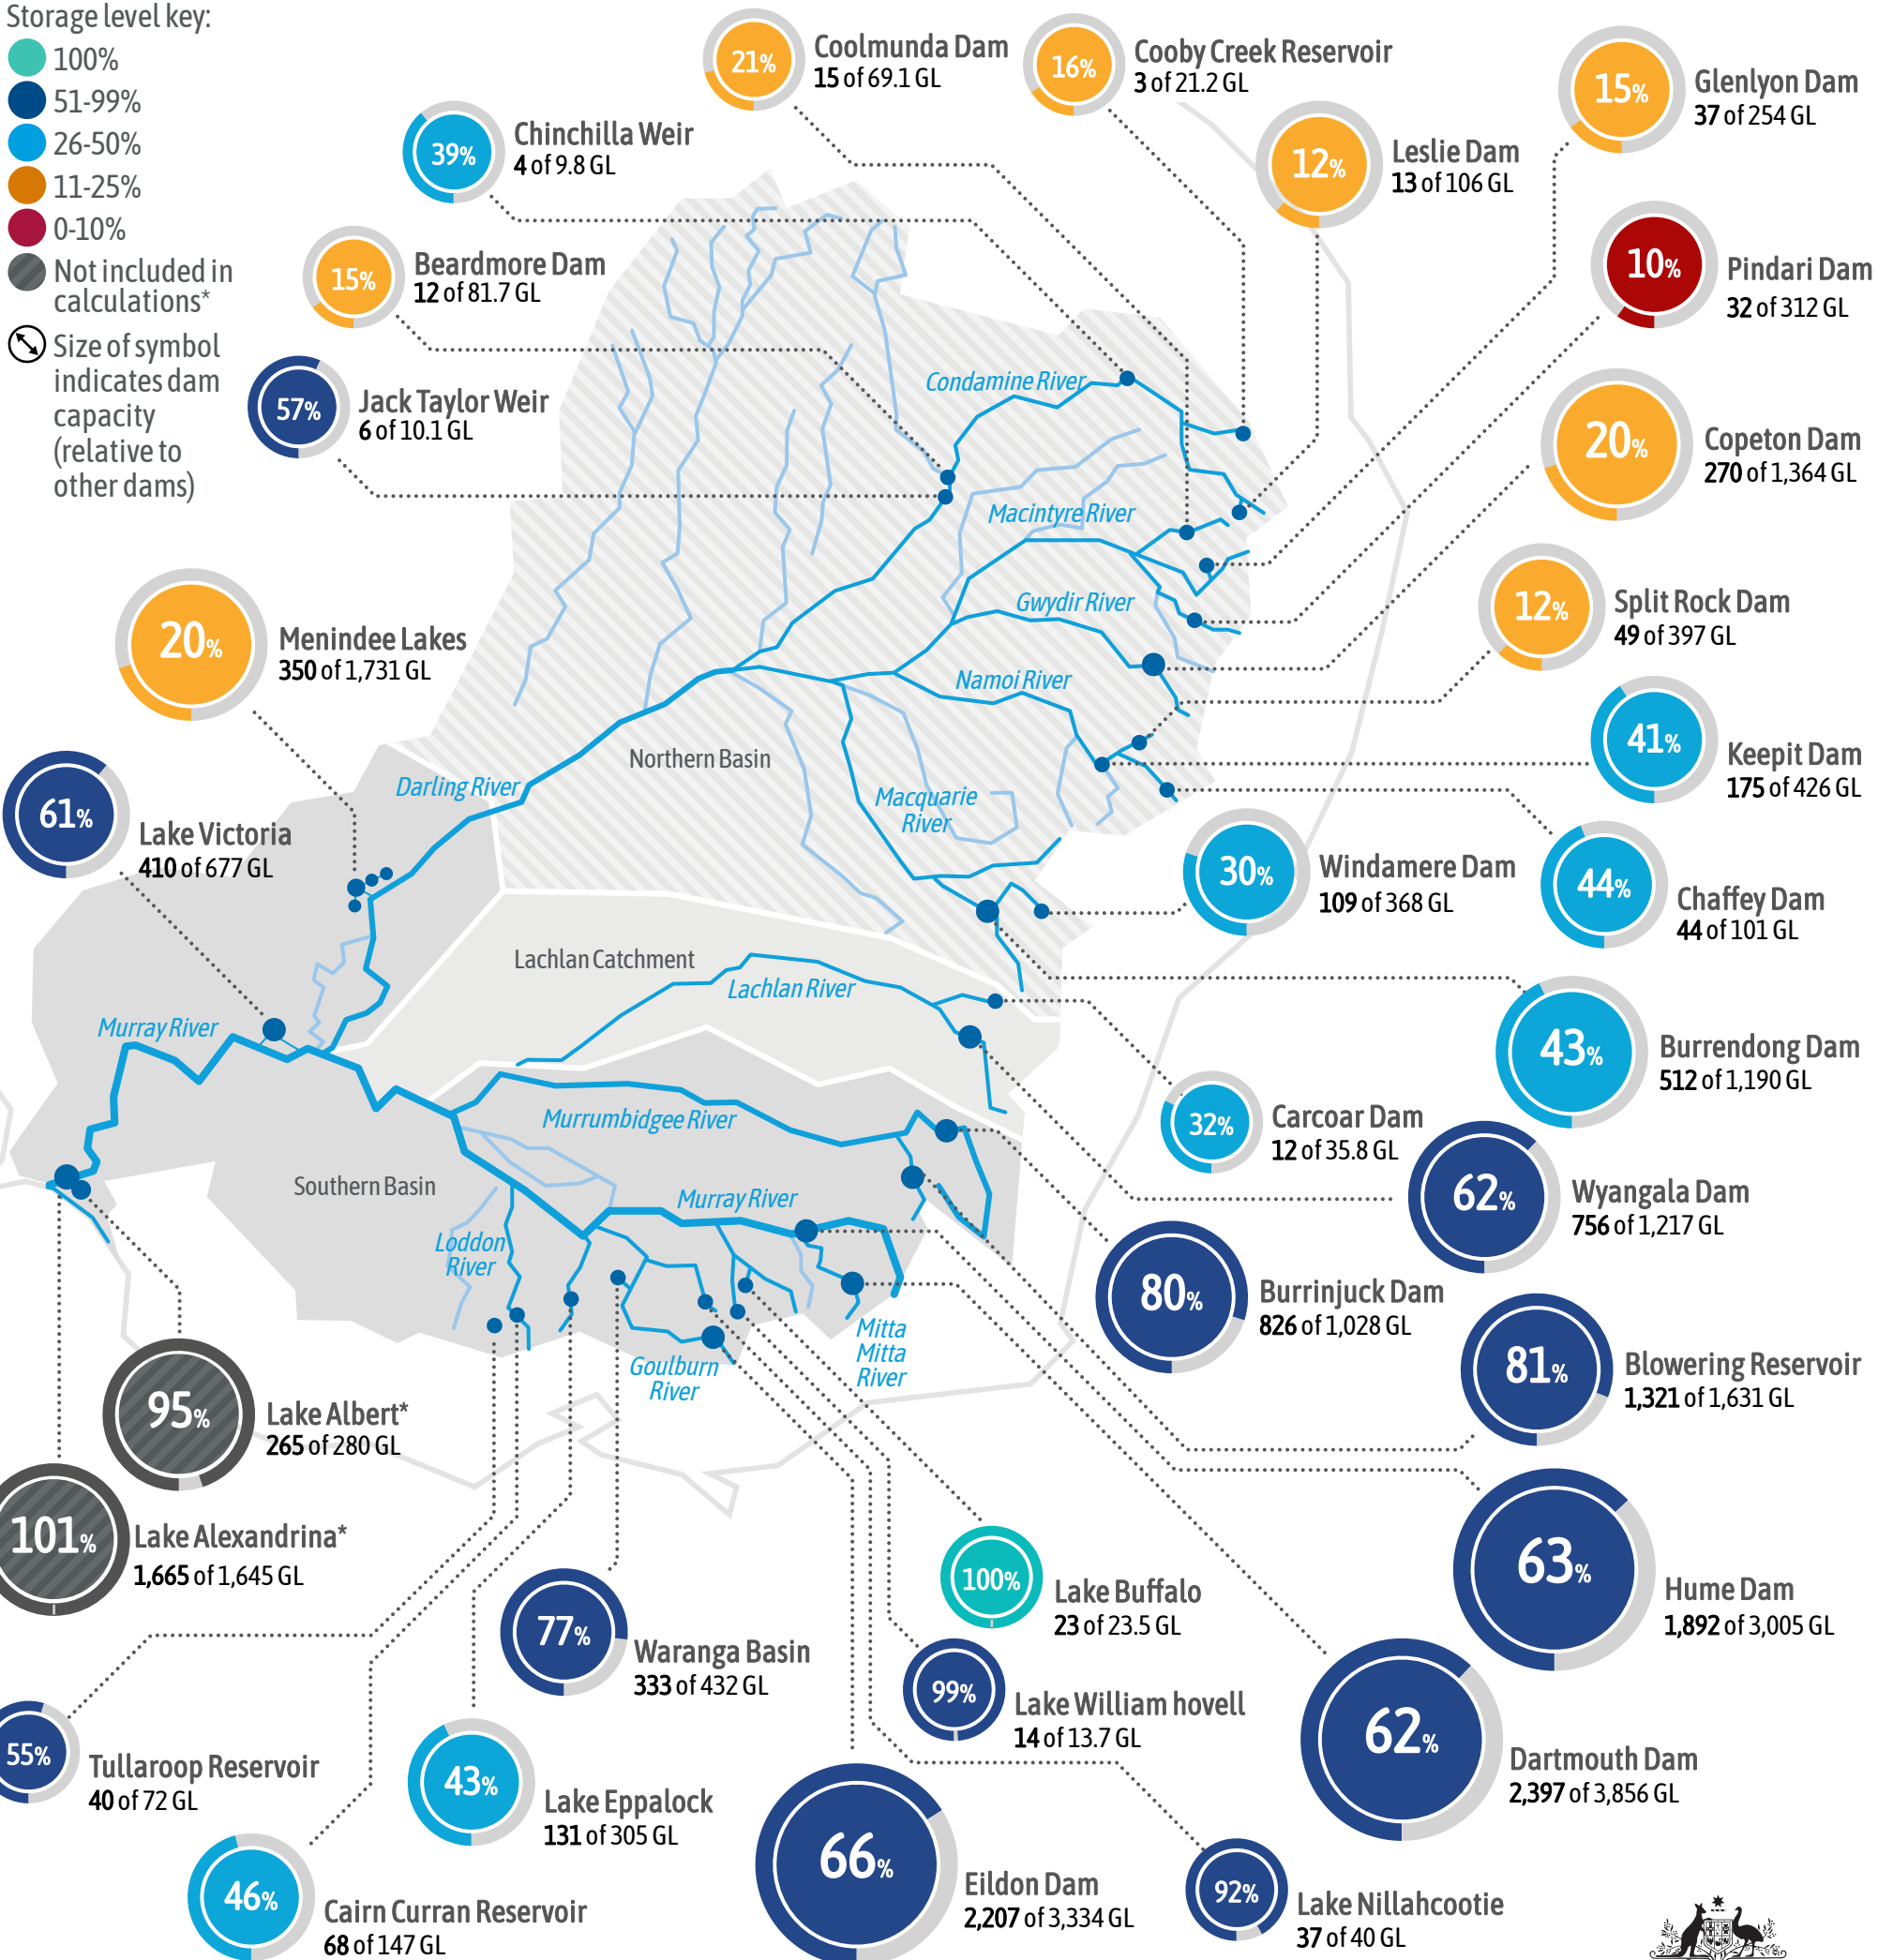 Storage level key:
100%
51-99%
26-50%
11-25%
0-10%
Not included in
calculations*
Size of symbol
indicates dam
capacity
(relative to
other dams)
21%
Coolmunda Dam
15 of 69.1 GL
16%
Cooby Creek Reservoir
3 of 21.2 GL
15%
Glenlyon Dam
37 of 254 GL
39%
Chinchilla Weir
4 of 9.8 GL
12%
Leslie Dam
13 of 106 GL
15%
Beardmore Dam
12 of 81.7 GL
10%
Pindari Dam
32 of 312 GL
57%
Jack Taylor Weir
6 of 10.1 GL
20%
Copeton Dam
270 of 1,364 GL
Condamine River
Macintyre River
Gwydir River
Namoi River
Macquarie
River
Northern Basin
Darling River
12%
Split Rock Dam
49 of 397 GL
20%
Menindee Lakes
350 of 1,731 GL
41%
Keepit Dam
175 of 426 GL
61%
Lake Victoria
410 of 677 GL
30%
Windamere Dam
109 of 368 GL
44%
Chaffey Dam
44 of 101 GL
Lachlan Catchment
Lachlan River
Murray River
43%
Burrendong Dam
512 of 1,190 GL
32%
Carcoar Dam
12 of 35.8 GL
Murrumbidgee River
Southern Basin
Murray River
62%
Wyangala Dam
756 of 1,217 GL
Loddon
River
80%
Burrinjuck Dam
826 of 1,028 GL
Mitta
Mitta
River
Goulburn
River
81%
Blowering Reservoir
1,321 of 1,631 GL
95%
Lake Albert*
265 of 280 GL
101%
Lake Alexandrina*
1,665 of 1,645 GL
63%
Hume Dam
1,892 of 3,005 GL
100%
Lake Buffalo
23 of 23.5 GL
77%
Waranga Basin
333 of 432 GL
99%
Lake William hovell
14 of 13.7 GL
62%
Dartmouth Dam
2,397 of 3,856 GL
55%
Tullaroop Reservoir
40 of 72 GL
43%
Lake Eppalock
131 of 305 GL
66%
Eildon Dam
2,207 of 3,334 GL
92%
Lake Nillahcootie
37 of 40 GL
46%
Cairn Curran Reservoir
68 of 147 GL